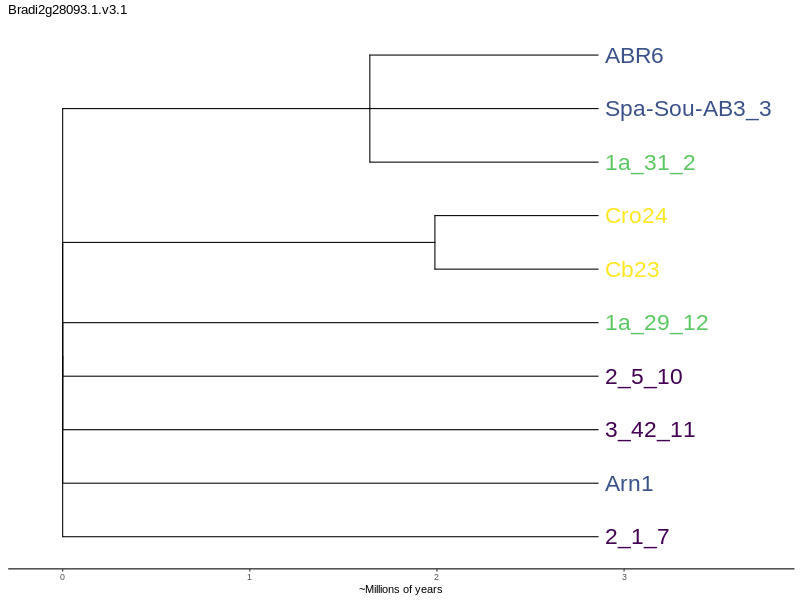 Bradi2g28093.1.v3.1
ABR6
Spa-Sou-AB3_3
1a_31_2
Cro24
Cb23
1a_29_12
2_5_10
3_42_11
Arn1
2_1_7
0 1 2 3
~Millions of years